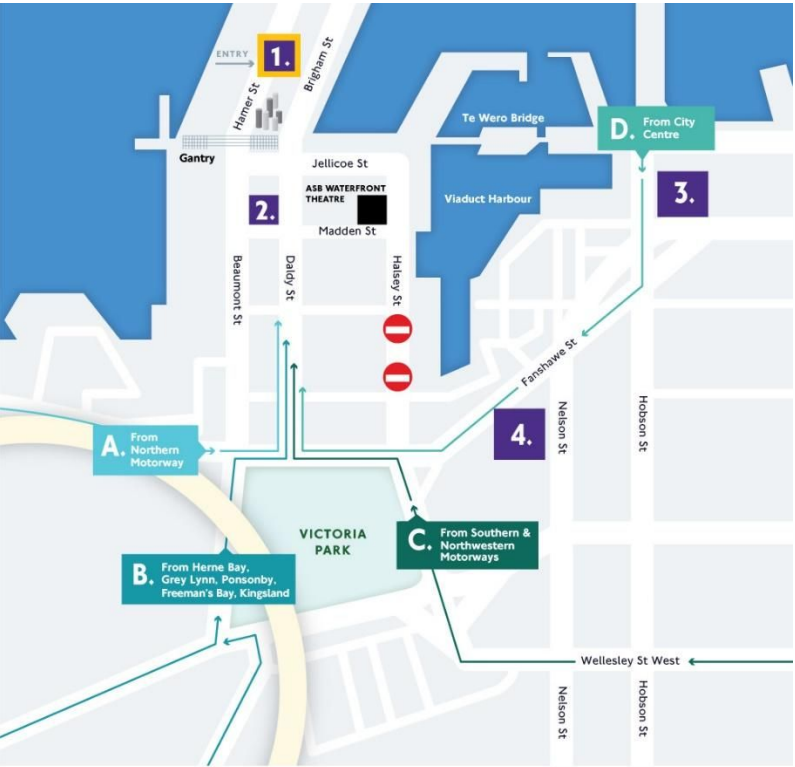 ENTRY
1.
Hamer St
Brigham St
Gantry
Te Wero Bridge
D. From City
Centre
Jellicoe St
ASB WATERFRONT
THEATRE
2.
3.
Viaduct Harbour
Madden St
Beaumont St
Daldy St
Halsey St
Fanshawe St
Nelson St
Hobson St
4.
A. From
Northern
Motorway
VICTORIA
PARK
C. From Southern &
Northwestern
Motorways
B. From Herne Bay,
Grey Lynn, Ponsonby,
Freeman's Bay, Kingsland
Wellesley St West
Nelson St
Hobson St